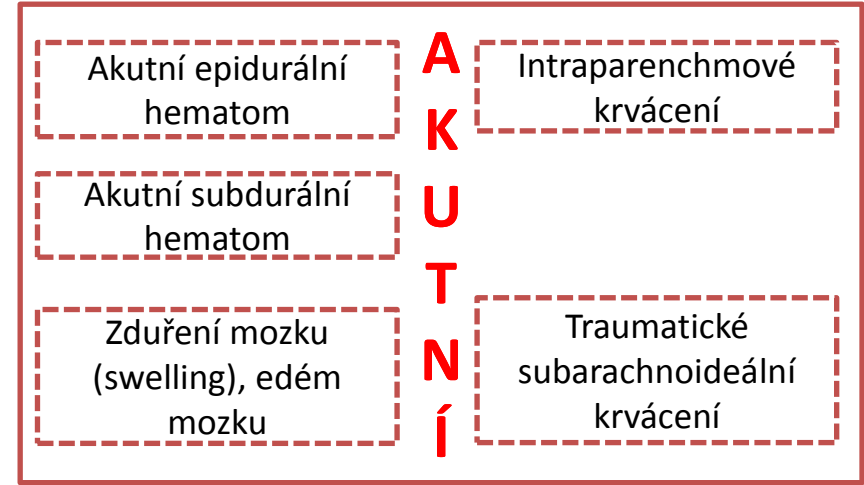 Akutní epidurální
hematom
Akutní subdurální
hematom
Zduření mozku
(swelling), edém
mozku
A
K
U
T
N
Í
Intraparenchmové
krvácení
Traumatické
subarachnoideální
krvácení